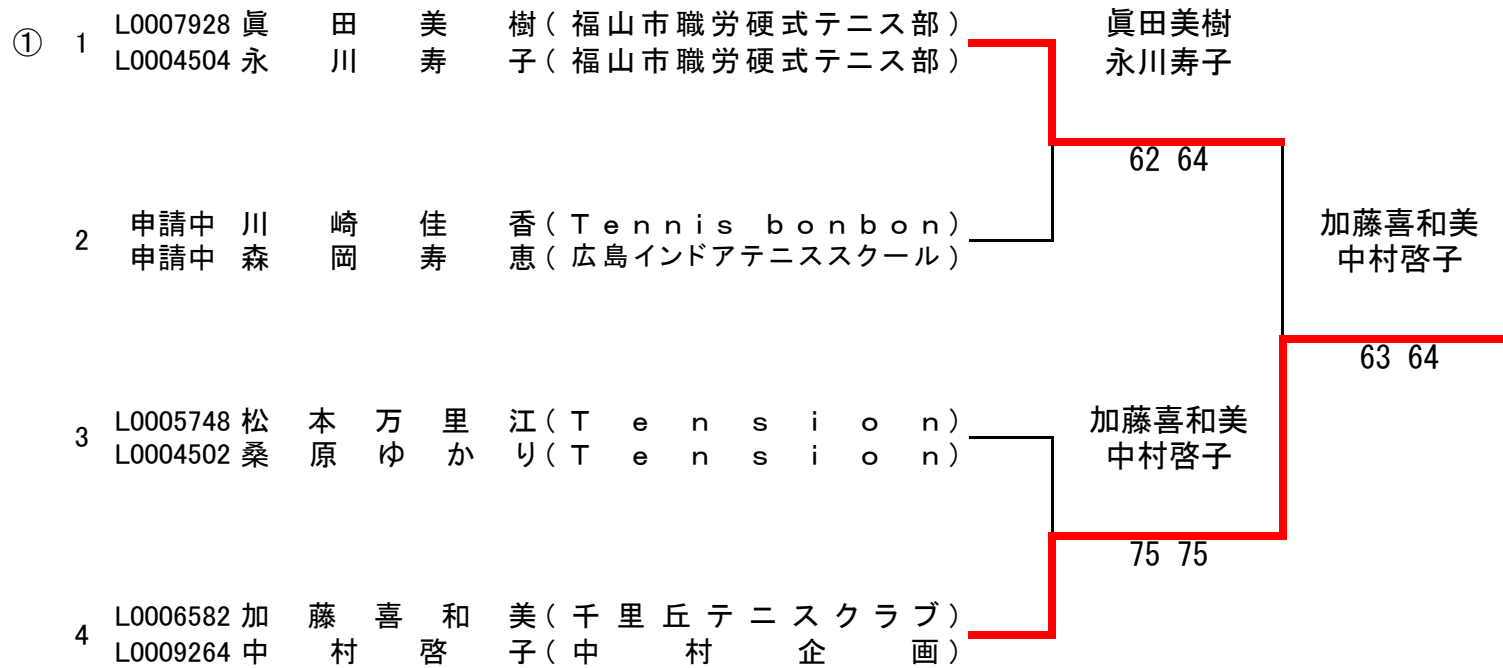 ① 1 L0007928 眞田美樹(福山市職労硬式テニス部)
L0004504 永川寿子(福山市職労硬式テニス部)
眞田美樹
永川寿子
62 64
2 申請中 川崎佳香(Tennis bonbon)
申請中 森岡寿恵(広島インドアテニススクール)
加藤喜和美
中村啓子
63 64
3 L0005748 松本万里江(Tension)
L0004502 桑原ゆかり(Tension)
加藤喜和美
中村啓子
75 75
4 L0006582 加藤喜和美(千里丘テニスクラブ)
L0009264 中村啓子(中村企画)